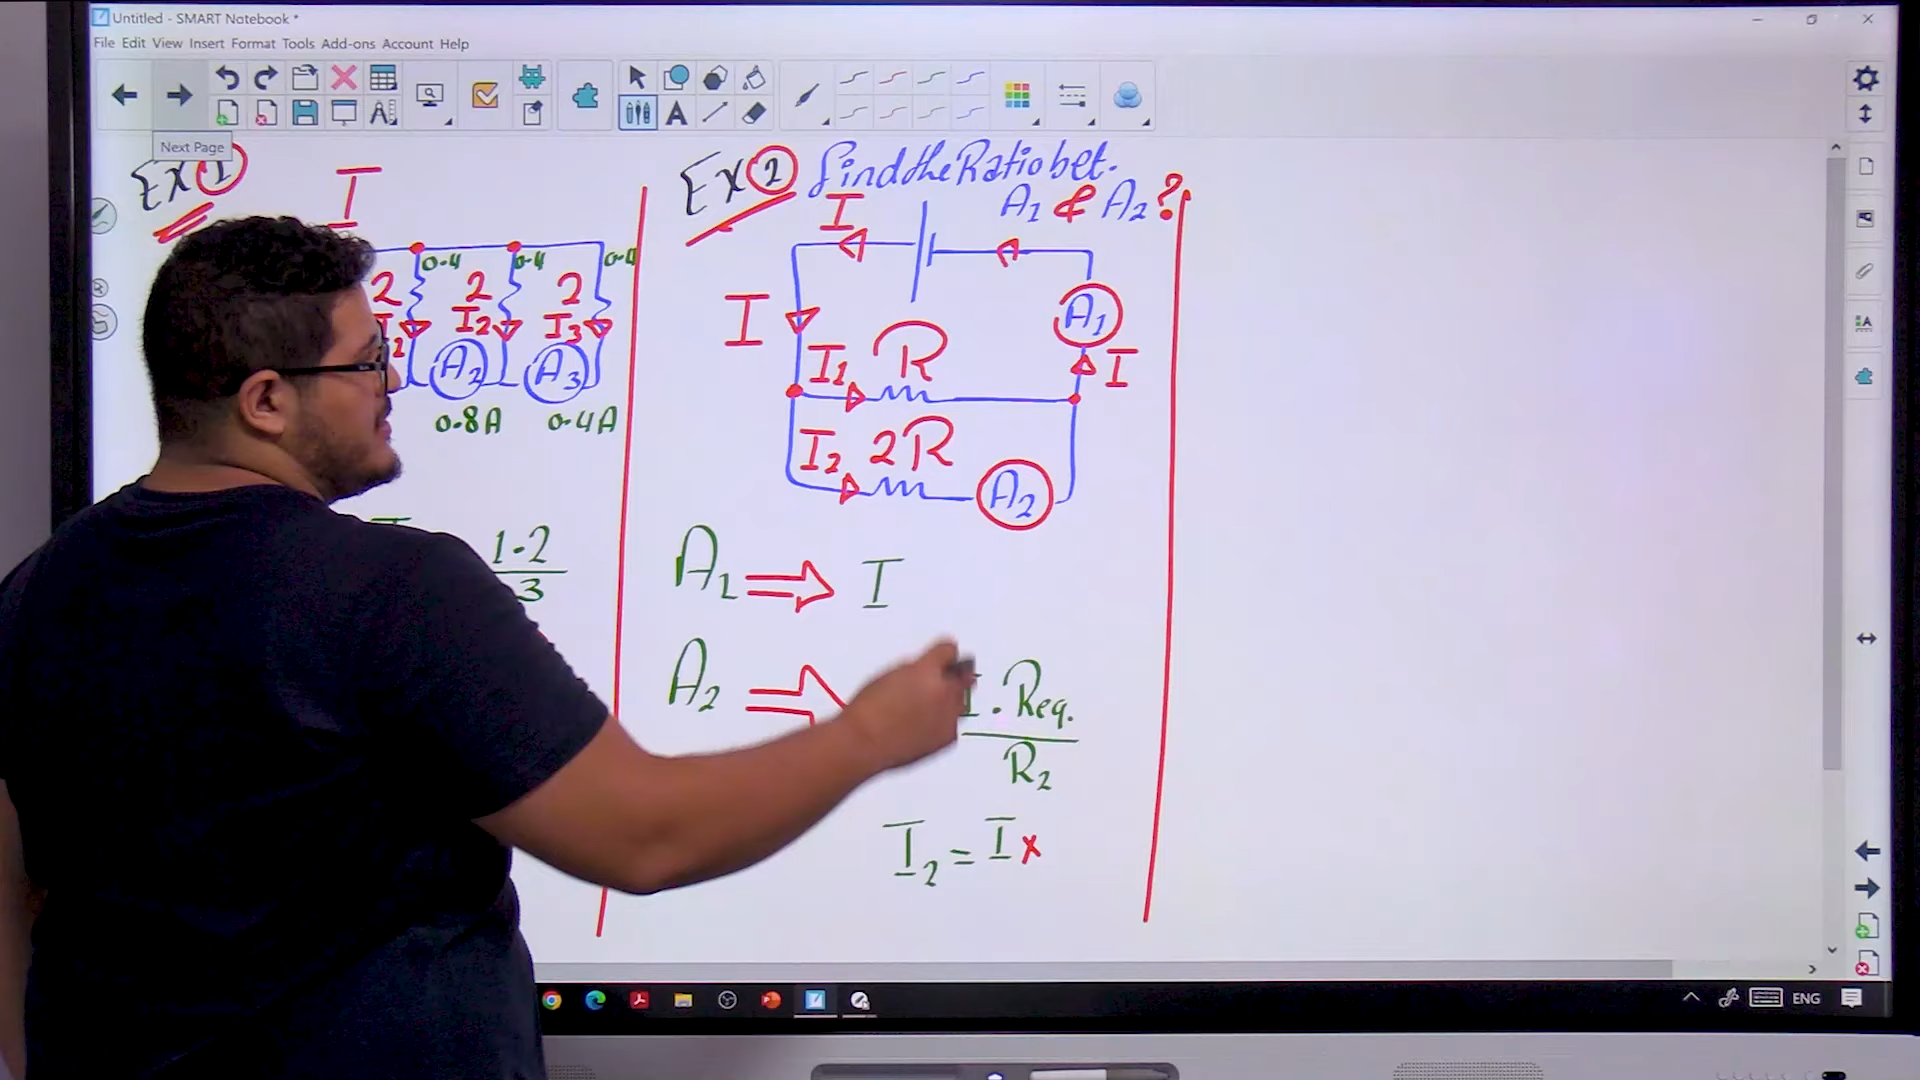 Untitled - SMART Notebook *
File Edit View Insert Format Tools Add-ons Account Help
Next Page
Ex 1
I
0.4 0.4 0.4
2 2 2
I2 I3
2
A2 A3
0.8A 0.4A
1.2
3
Ex 2 find the Ratio bet.
A1 & A2 ?
I
I
A1
I
I1 R
I2 2R
A2
A1 ⇒ I
A2 ⇒
I . Req.
R2
I2 = I x
ENG